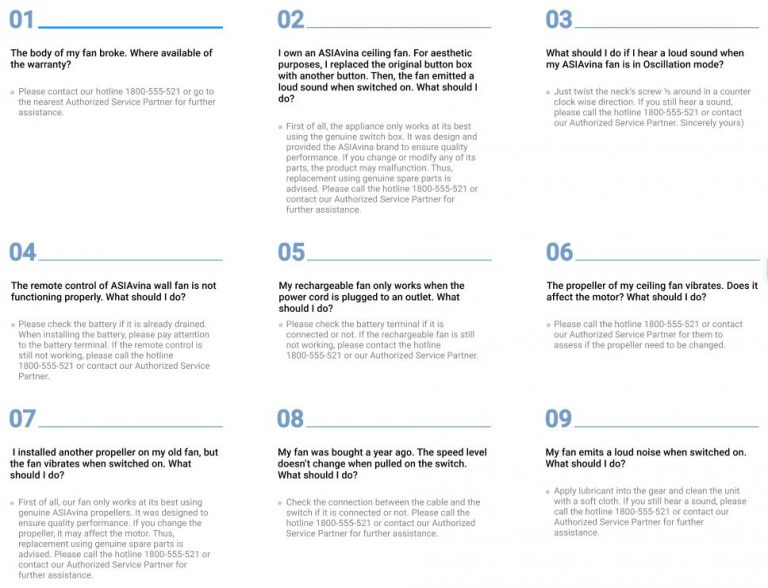 01
The body of my fan broke. Where available of
the warranty?
Please contact our hotline 1800-555-521 or go to
the nearest Authorized Service Partner for further
assistance.
02
I own an ASIAvina ceiling fan. For aesthetic
purposes, I replaced the original button box
with another button. Then, the fan emitted a
loud sound when switched on. What should I
do?
First of all, the appliance only works at its best
using the genuine switch box. It was design and
provided the ASIAvina brand to ensure quality
performance. If you change or modify any of its
parts, the product may malfunction. Thus,
replacement using genuine spare parts is
advised. Please call the hotline 1800-555-521 or
contact our Authorized Service Partner for
further assistance.
03
What should I do if I hear a loud sound when
my ASIAvina fan is in Oscillation mode?
Just twist the neck's screw ½ around in a counter
clock wise direction. If you still hear a sound,
please call the hotline 1800-555-521 or contact
our Authorized Service Partner. Sincerely yours)
04
The remote control of ASIAvina wall fan is not
functioning properly. What should I do?
Please check the battery if it is already drained.
When installing the battery, please pay attention
to the battery terminal. If the remote control is
still not working, please call the hotline
1800-555-521 or contact our Authorized Service
Partner.
05
My rechargeable fan only works when the
power cord is plugged to an outlet. What
should I do?
Please check the battery terminal if it is
connected or not. If the rechargeable fan is still
not working, please contact the hotline
1800-555-521 or our Authorized Service Partner.
06
The propeller of my ceiling fan vibrates. Does it
affect the motor? What should I do?
Please call the hotline 1800-555-521 or contact
our Authorized Service Partner for them to
assess if the propeller need to be changed.
07
I installed another propeller on my old fan, but
the fan vibrates when switched on. What
should I do?
First of all, our fan only works at its best using
genuine ASIAvina propellers. It was designed to
ensure quality performance. If you change the
propeller, it may affect the motor. Thus,
replacement using genuine spare parts is
advised. Please call the hotline 1800-555-521 or
contact our Authorized Service Partner for
further assistance.
08
My fan was bought a year ago. The speed level
doesn't change when pulled on the switch.
What should I do?
Check the connection between the cable and the
switch if it is connected or not. Please call the
hotline 1800-555-521 or contact our Authorized
Service Partner for further assistance.
09
My fan emits a loud noise when switched on.
What should I do?
Apply lubricant into the gear and clean the unit
with a soft cloth. If you still hear a sound, please
call the hotline 1800-555-521 or contact our
Authorized Service Partner for further
assistance.